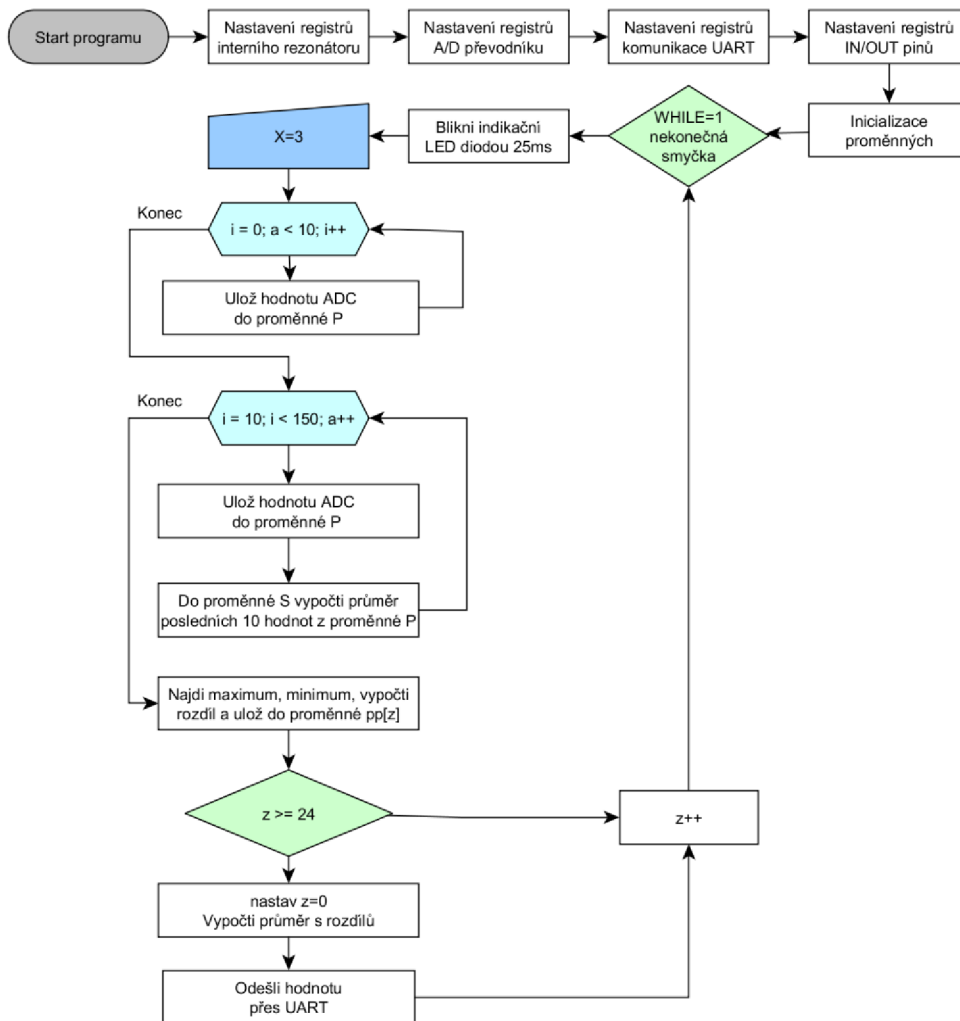 Start programu
Nastavení registrů
interního rezonátoru
Nastavení registrů
A/D převodníku
Nastavení registrů
komunikace UART
Nastavení registrů
IN/OUT pinů
Inicializace
proměnných
WHILE=1
nekonečná
smyčka
Blikni indikační
LED diodou 25ms
X=3
Konec
i = 0; a < 10; i++
Ulož hodnotu ADC
do proměnné P
Konec
i = 10; i < 150; a++
Ulož hodnotu ADC
do proměnné P
Do proměnné S vypočti průměr
posledních 10 hodnot z proměnné P
Najdi maximum, minimum, vypočti
rozdíl a ulož do proměnné pp[z]
z >= 24
z++
nastav z=0
Vypočti průměr s rozdílů
Odešli hodnotu
přes UART